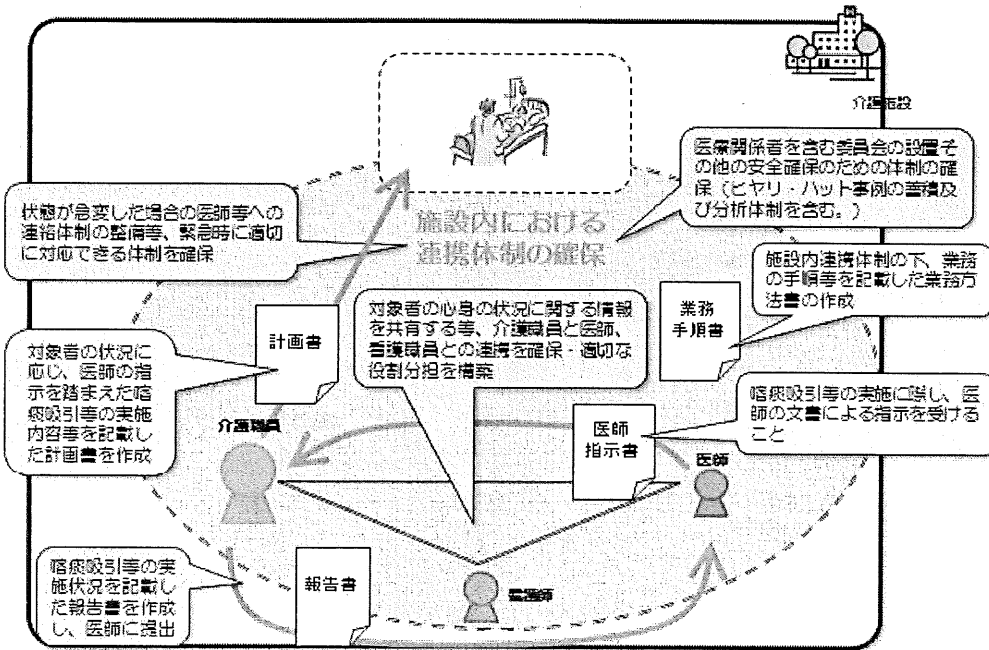 介護施設
医療関係者を含む委員会の設置そ
の他の安全確保のための体制の確
保（ヒヤリ・ハット事例の蓄積及
び分析体制を含む。）
状態が急変した場合の医師等への
連絡体制の整備等、緊急時に適切
に対応できる体制を確保
施設内における
連携体制の確保
施設内連携体制の下、業務
の手順等を記載した業務方
法書の作成
業務
手順書
計画書
対象者の心身の状況に関する情報
を共有する等、介護職員と医師、
看護職員との連携を確保・適切な
役割分担を構築
対象者の状況に
応じ、医師の指
示を踏まえた喀
痰吸引等の実施
内容等を記載し
た計画書を作成
喀痰吸引等の実施に際し、医
師の文書による指示を受ける
こと
介護職員
医師
指示書
医師
看護師
喀痰吸引等の実
施状況を記載し
た報告書を作成
し、医師に提出
報告書